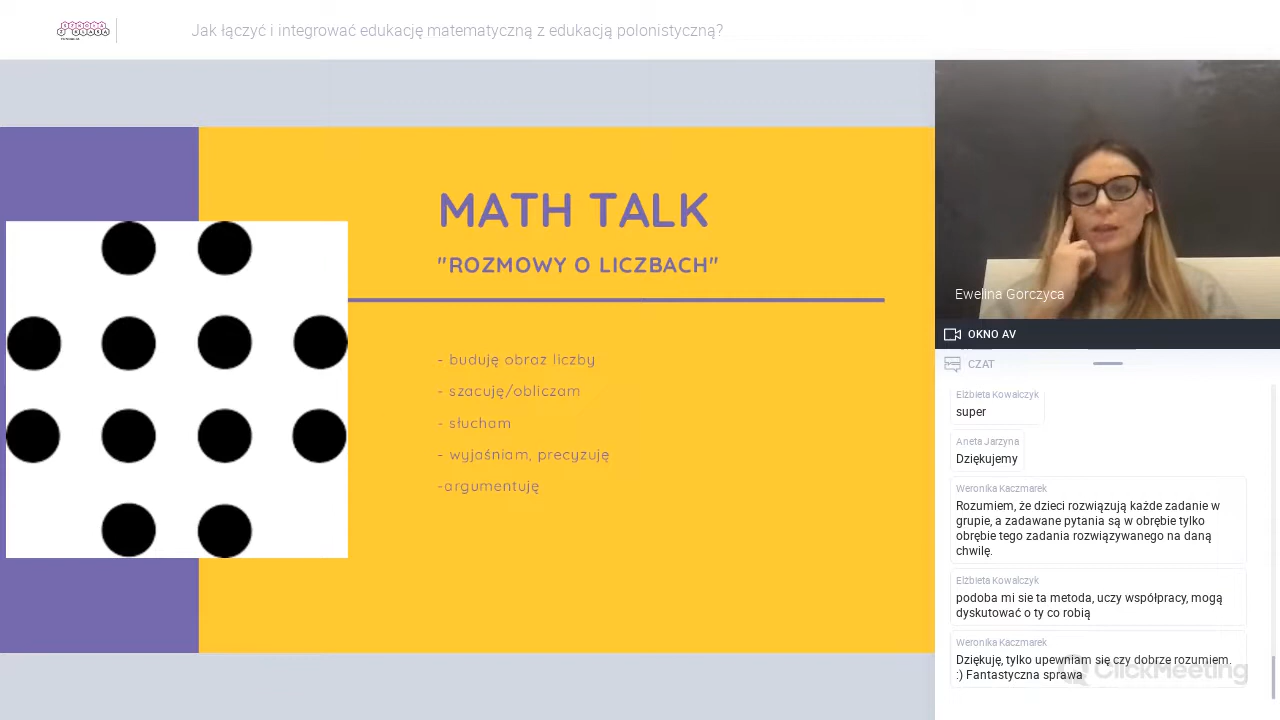 Jak łączyć i integrować edukację matematyczną z edukacją polonistyczną?
MATH TALK
"ROZMOWY O LICZBACH"
- buduję obraz liczby
- szacuję/obliczam
- słucham
- wyjaśniam, precyzuję
-argumentuję
Ewelina Gorczyca
OKNO AV
CZAT
Elżbieta Kowalczyk
super
Aneta Jarzyna
Dziękujemy
Weronika Kaczmarek
Rozumiem, że dzieci rozwiązują każde zadanie w
grupie, a zadawane pytania są w obrębie tylko
obrębie tego zadania rozwiązywanego na daną
chwilę.
Elżbieta Kowalczyk
podoba mi sie ta metoda, uczy współpracy, mogą
dyskutować o ty co robią
Weronika Kaczmarek
Dziękuję, tylko upewniam się czy dobrze rozumiem.
:) Fantastyczna sprawa
ClickMeeting